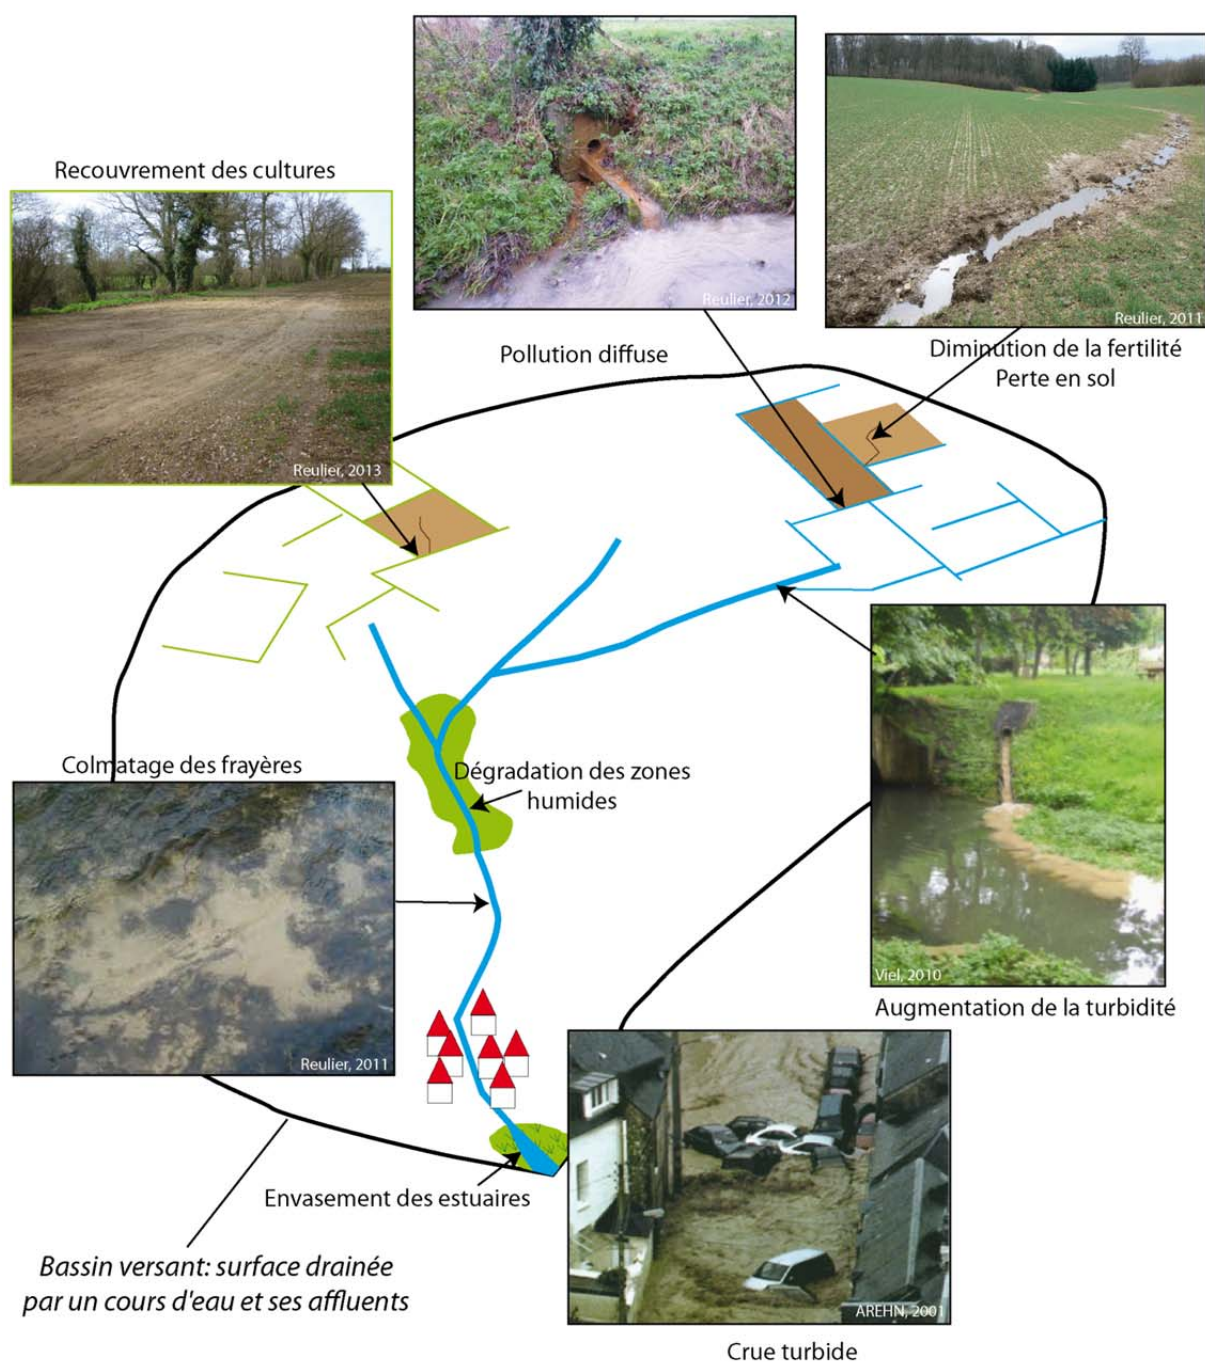 Reulier, 2012
Reulier, 2011
Recouvrement des cultures
Reulier, 2013
Pollution diffuse
Diminution de la fertilité
Perte en sol
Colmatage des frayères
Reulier, 2011
Dégradation des zones
humides
Viel, 2010
Augmentation de la turbidité
Envasement des estuaires
AREHN, 2001
Crue turbide
Bassin versant: surface drainée
par un cours d'eau et ses affluents